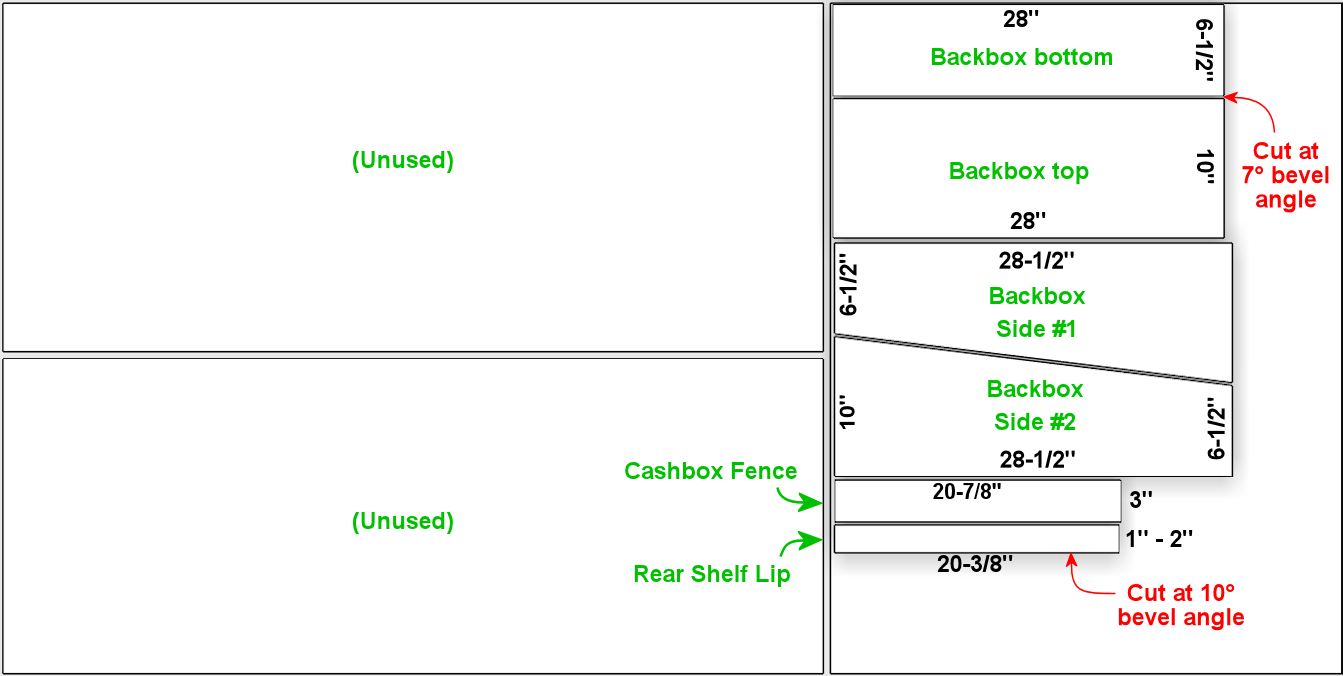 (Unused)
(Unused)
Cashbox Fence
Rear Shelf Lip
28"
Backbox bottom
6-1/2"
Backbox top
10"
28"
Cut at
7° bevel
angle
28-1/2"
6-1/2"
Backbox
Side #1
Backbox
Side #2
10"
6-1/2"
28-1/2"
20-7/8"
3"
1" - 2"
20-3/8"
Cut at 10°
bevel angle